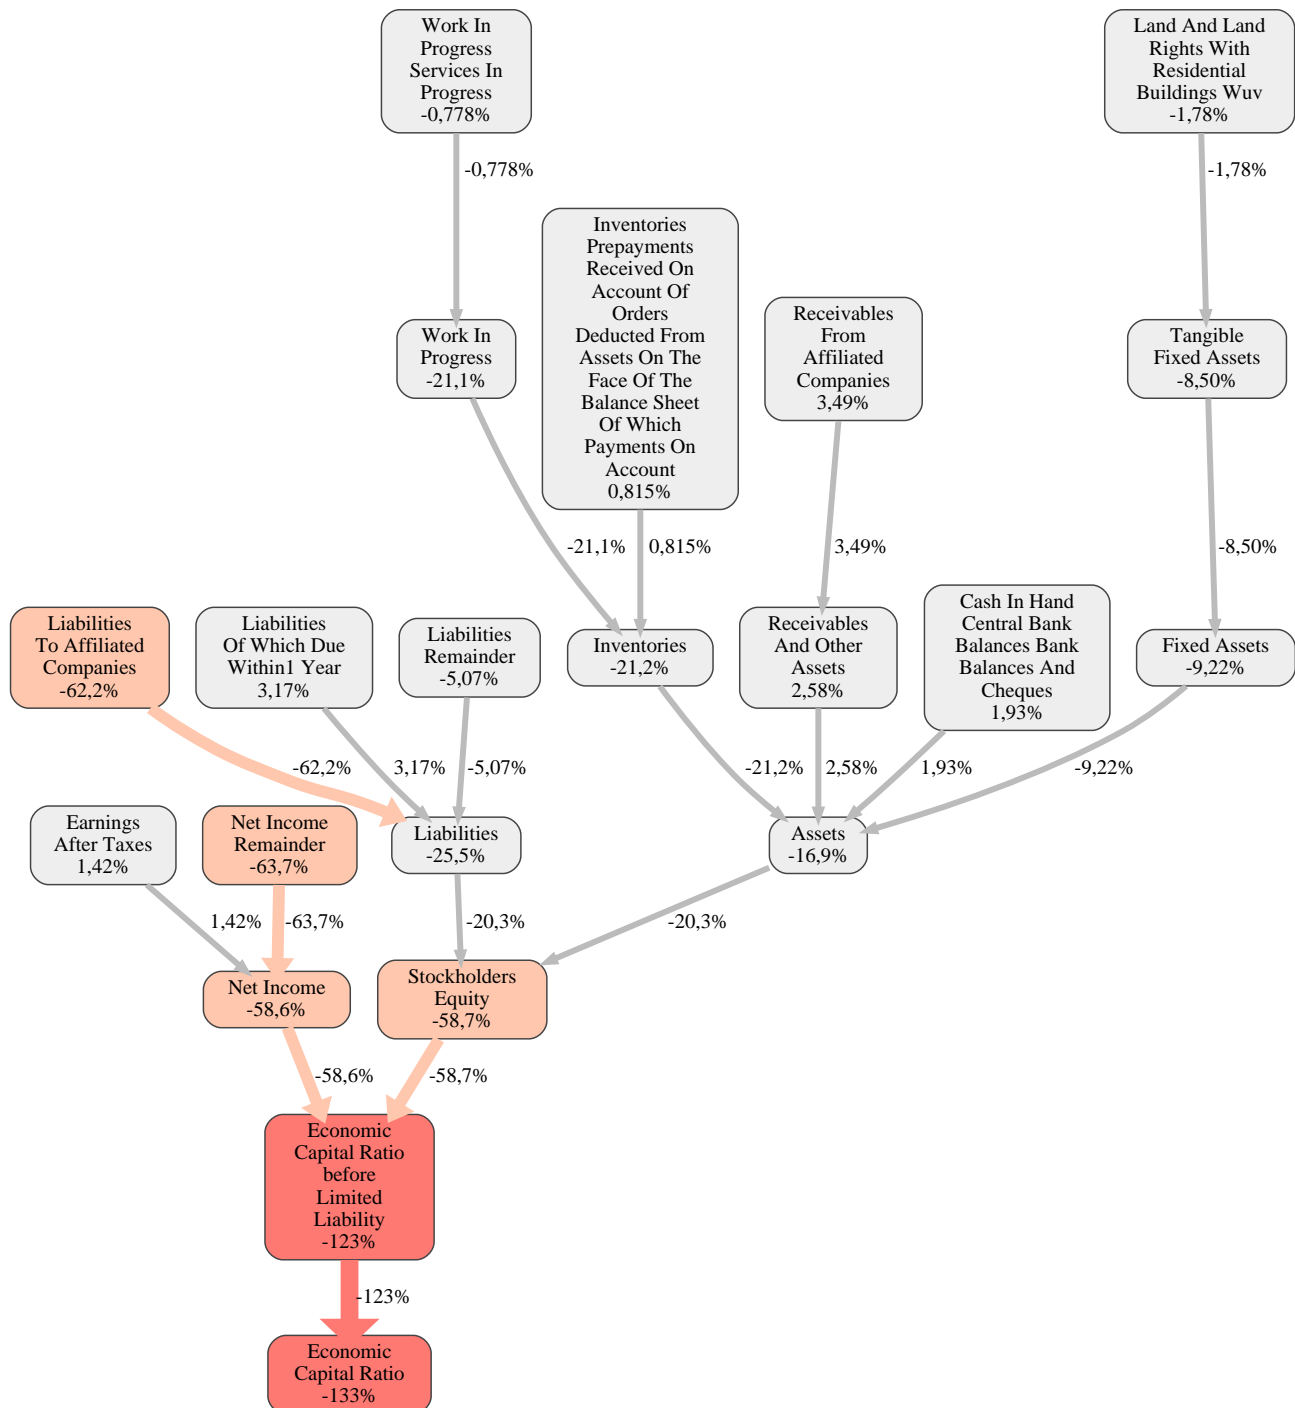 Work In
Progress
Services In
Progress
-0,778%
Land And Land
Rights With
Residential
Buildings Wuv
-1,78%
-0,778%
-1,78%
Inventories
Prepayments
Received On
Account Of
Orders
Deducted From
Assets On The
Face Of The
Balance Sheet
Of Which
Payments On
Account
0,815%
Receivables
From
Affiliated
Companies
3,49%
Work In
Progress
-21,1%
Tangible
Fixed Assets
-8,50%
-21,1%
0,815%
3,49%
-8,50%
Liabilities
To Affiliated
Companies
-62,2%
Liabilities
Of Which Due
Within1 Year
3,17%
Liabilities
Remainder
-5,07%
Inventories
-21,2%
Receivables
And Other
Assets
2,58%
Cash In Hand
Central Bank
Balances Bank
Balances And
Cheques
1,93%
Fixed Assets
-9,22%
-62,2%
3,17%
-5,07%
-21,2%
2,58%
1,93%
-9,22%
Earnings
After Taxes
1,42%
Net Income
Remainder
-63,7%
Liabilities
-25,5%
Assets
-16,9%
1,42%
-63,7%
-20,3%
-20,3%
Net Income
-58,6%
Stockholders
Equity
-58,7%
-58,6%
-58,7%
Economic
Capital Ratio
before
Limited
Liability
-123%
-123%
Economic
Capital Ratio
-133%